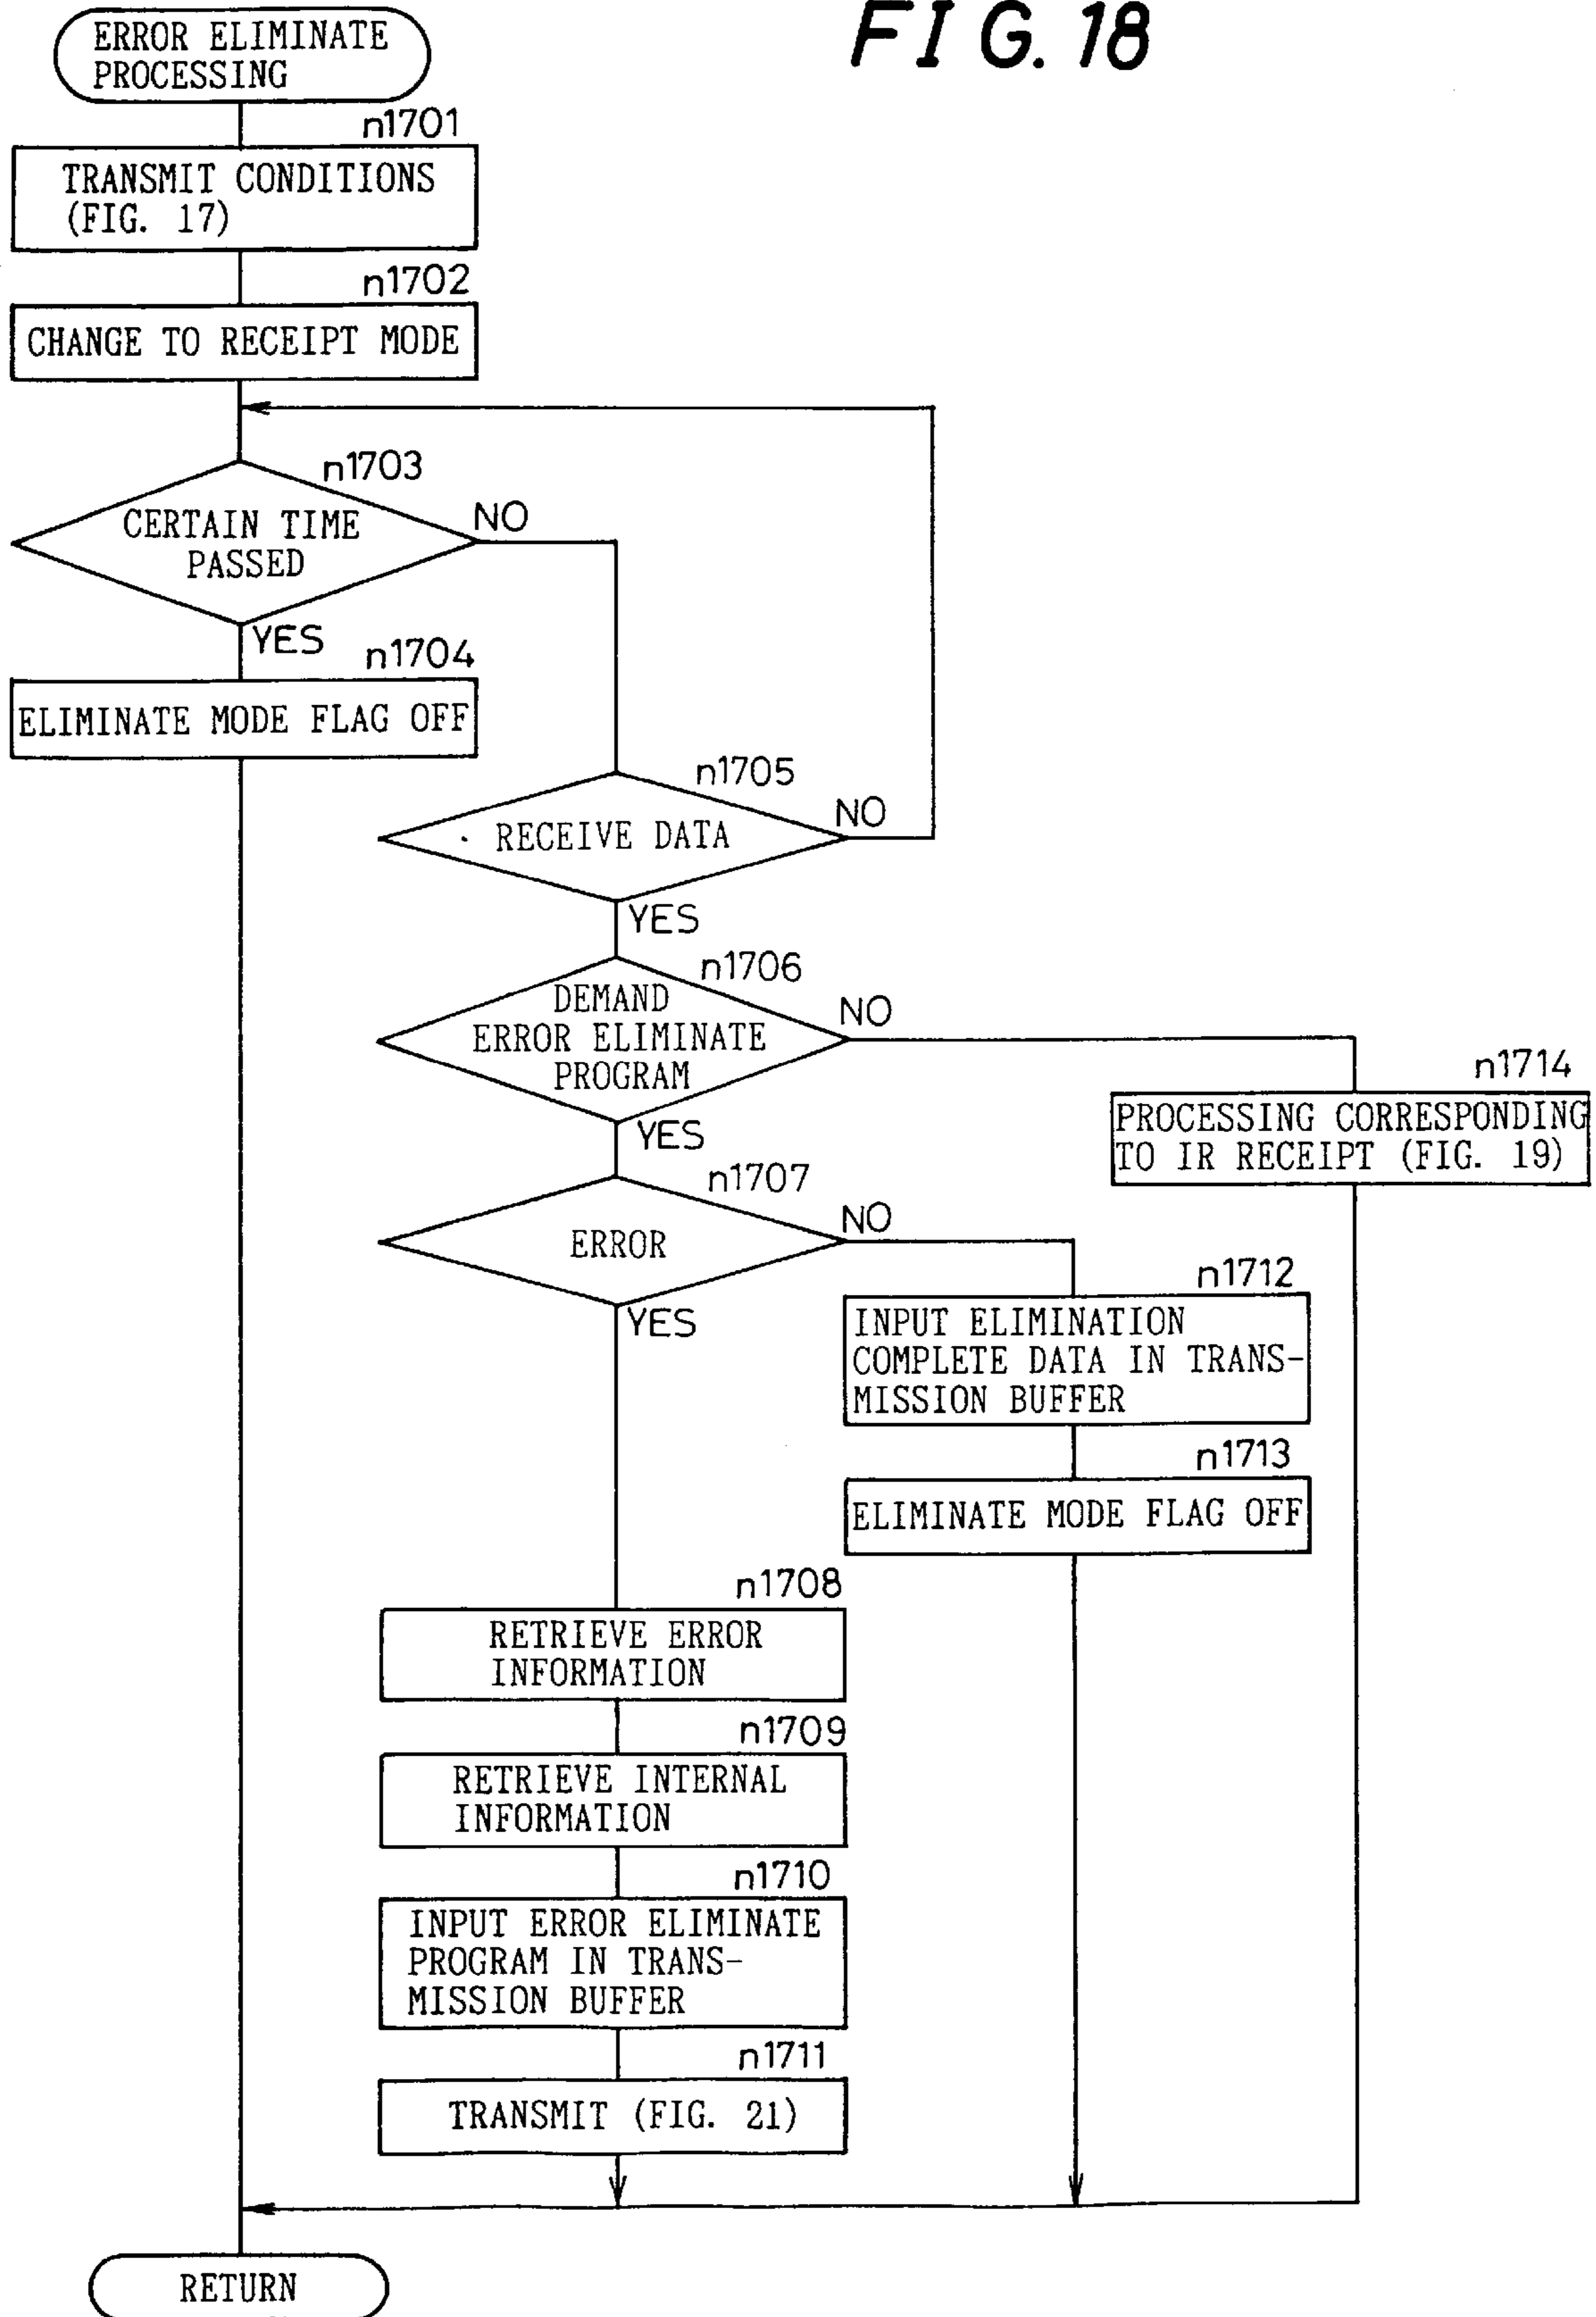 FIG. 18
ERROR ELIMINATE
PROCESSING
n1701
TRANSMIT CONDITIONS
(FIG. 17)
n1702
CHANGE TO RECEIPT MODE
n1703
CERTAIN TIME
PASSED
NO
YES
n1704
ELIMINATE MODE FLAG OFF
n1705
RECEIVE DATA
NO
YES
n1706
DEMAND
ERROR ELIMINATE
PROGRAM
NO
YES
n1714
PROCESSING CORRESPONDING
TO IR RECEIPT (FIG. 19)
n1707
ERROR
NO
YES
n1712
INPUT ELIMINATION
COMPLETE DATA IN TRANS-
MISSION BUFFER
n1713
ELIMINATE MODE FLAG OFF
n1708
RETRIEVE ERROR
INFORMATION
n1709
RETRIEVE INTERNAL
INFORMATION
n1710
INPUT ERROR ELIMINATE
PROGRAM IN TRANS-
MISSION BUFFER
n1711
TRANSMIT (FIG. 21)
RETURN